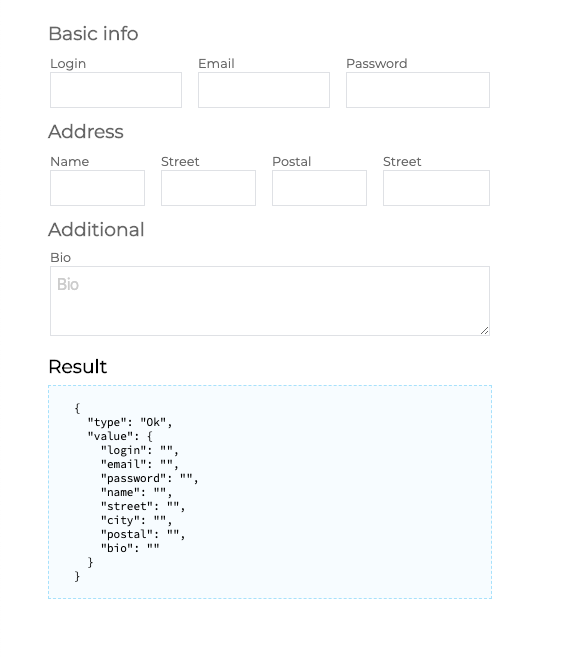 Basic info
Login Email Password
Address
Name Street Postal Street
Additional
Bio
Bio
Result
{
  "type": "Ok",
  "value": {
    "login": "",
    "email": "",
    "password": "",
    "name": "",
    "street": "",
    "city": "",
    "postal": "",
    "bio": ""
  }
}